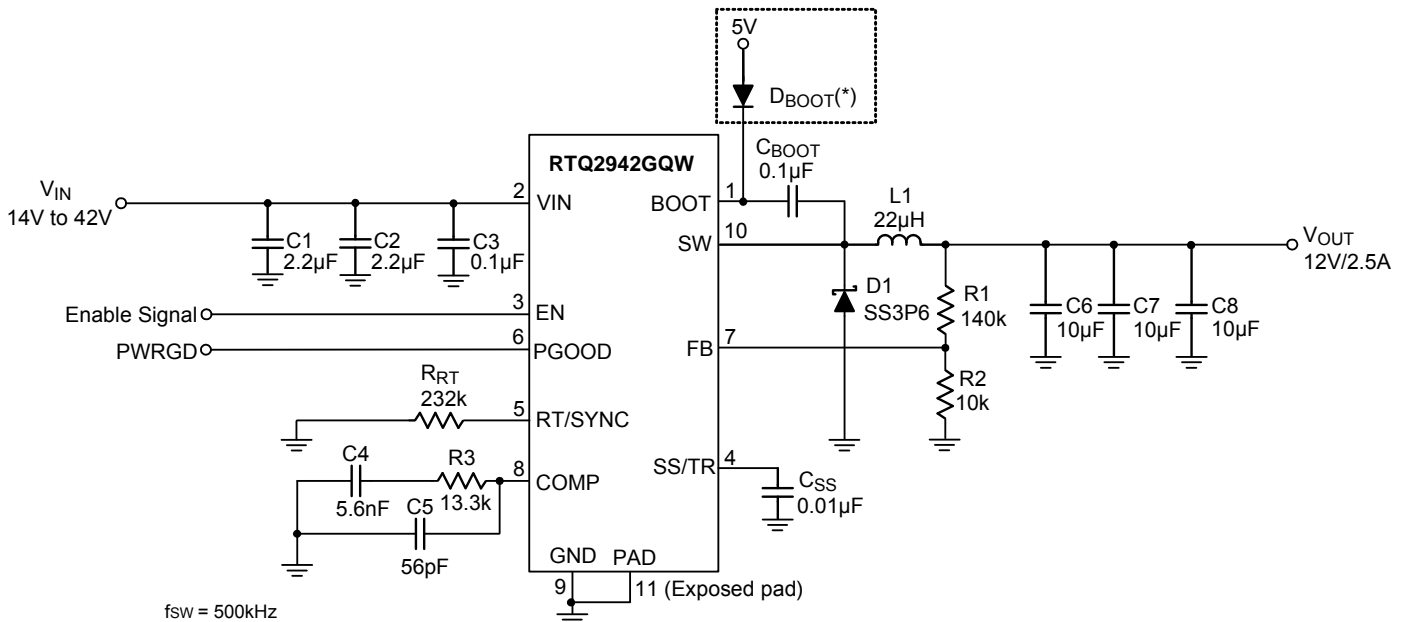 5V
DBOOT(*)
RTQ2942GQW
CBOOT
0.1µF
VIN
14V to 42V
2
VIN
BOOT
1
L1
22µH
SW
10
VOUT
12V/2.5A
C1
2.2µF
C2
2.2µF
C3
0.1µF
D1
SS3P6
R1
140k
C6
10µF
C7
10µF
C8
10µF
Enable Signal
3
EN
PWRGD
6
PGOOD
FB
7
R2
10k
RRT
232k
5
RT/SYNC
C4
5.6nF
R3
13.3k
8
COMP
C5
56pF
SS/TR
4
CSS
0.01µF
GND
PAD
9
11 (Exposed pad)
fSW = 500kHz